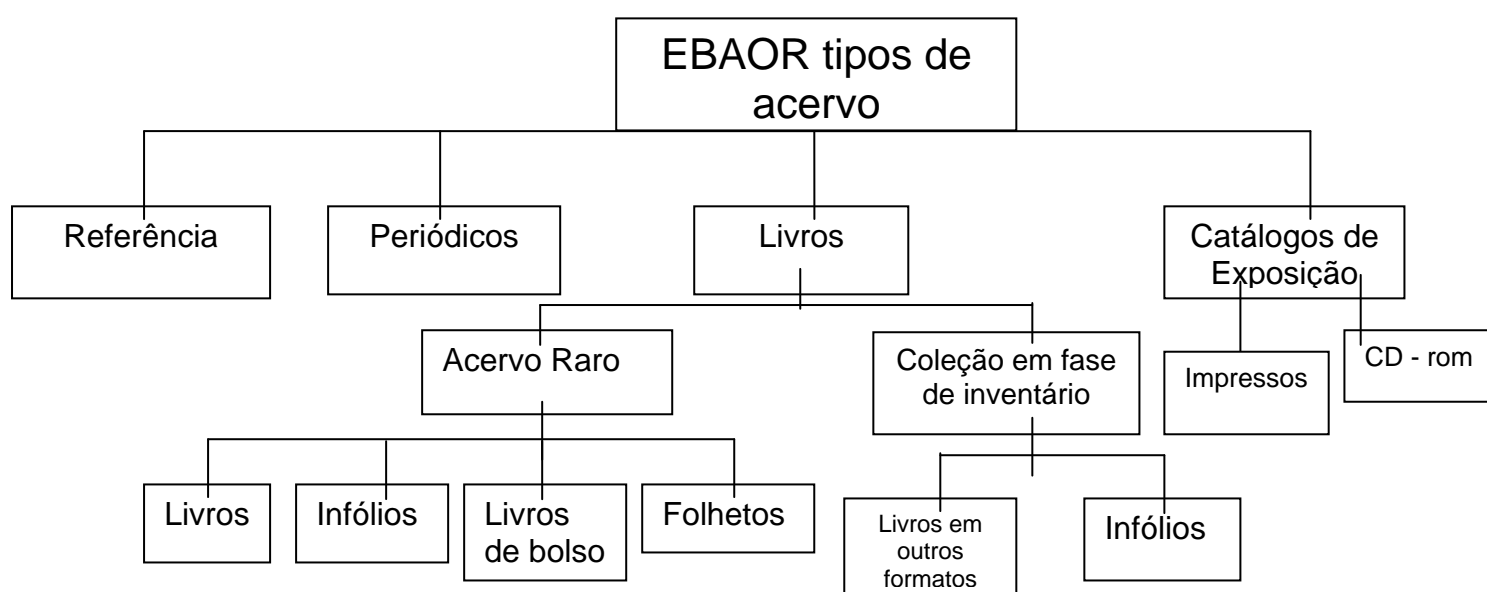 EBAOR tipos de
acervo
Referência
Periódicos
Livros
Catálogos de
Exposição
Acervo Raro
Coleção em fase
de inventário
Impressos
CD - rom
Livros
Infólios
Livros
de bolso
Folhetos
Livros em
outros
formatos
Infólios